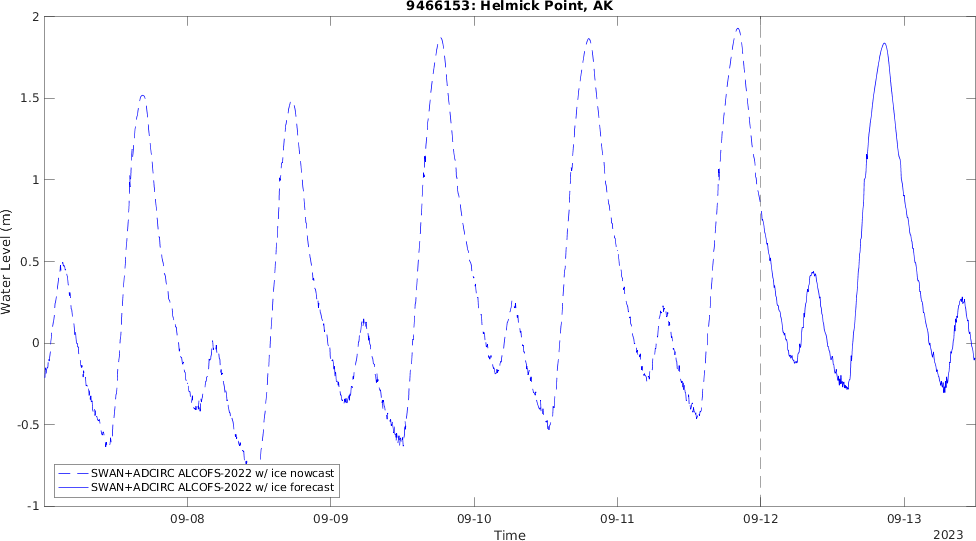 9466153: Helmick Point, AK
2
1.5
1
0.5
0
-0.5
-1
Water Level (m)
SWAN+ADCIRC ALCOFS-2022 w/ ice nowcast
SWAN+ADCIRC ALCOFS-2022 w/ ice forecast
09-08 09-09 09-10 09-11 09-12 09-13
Time
2023